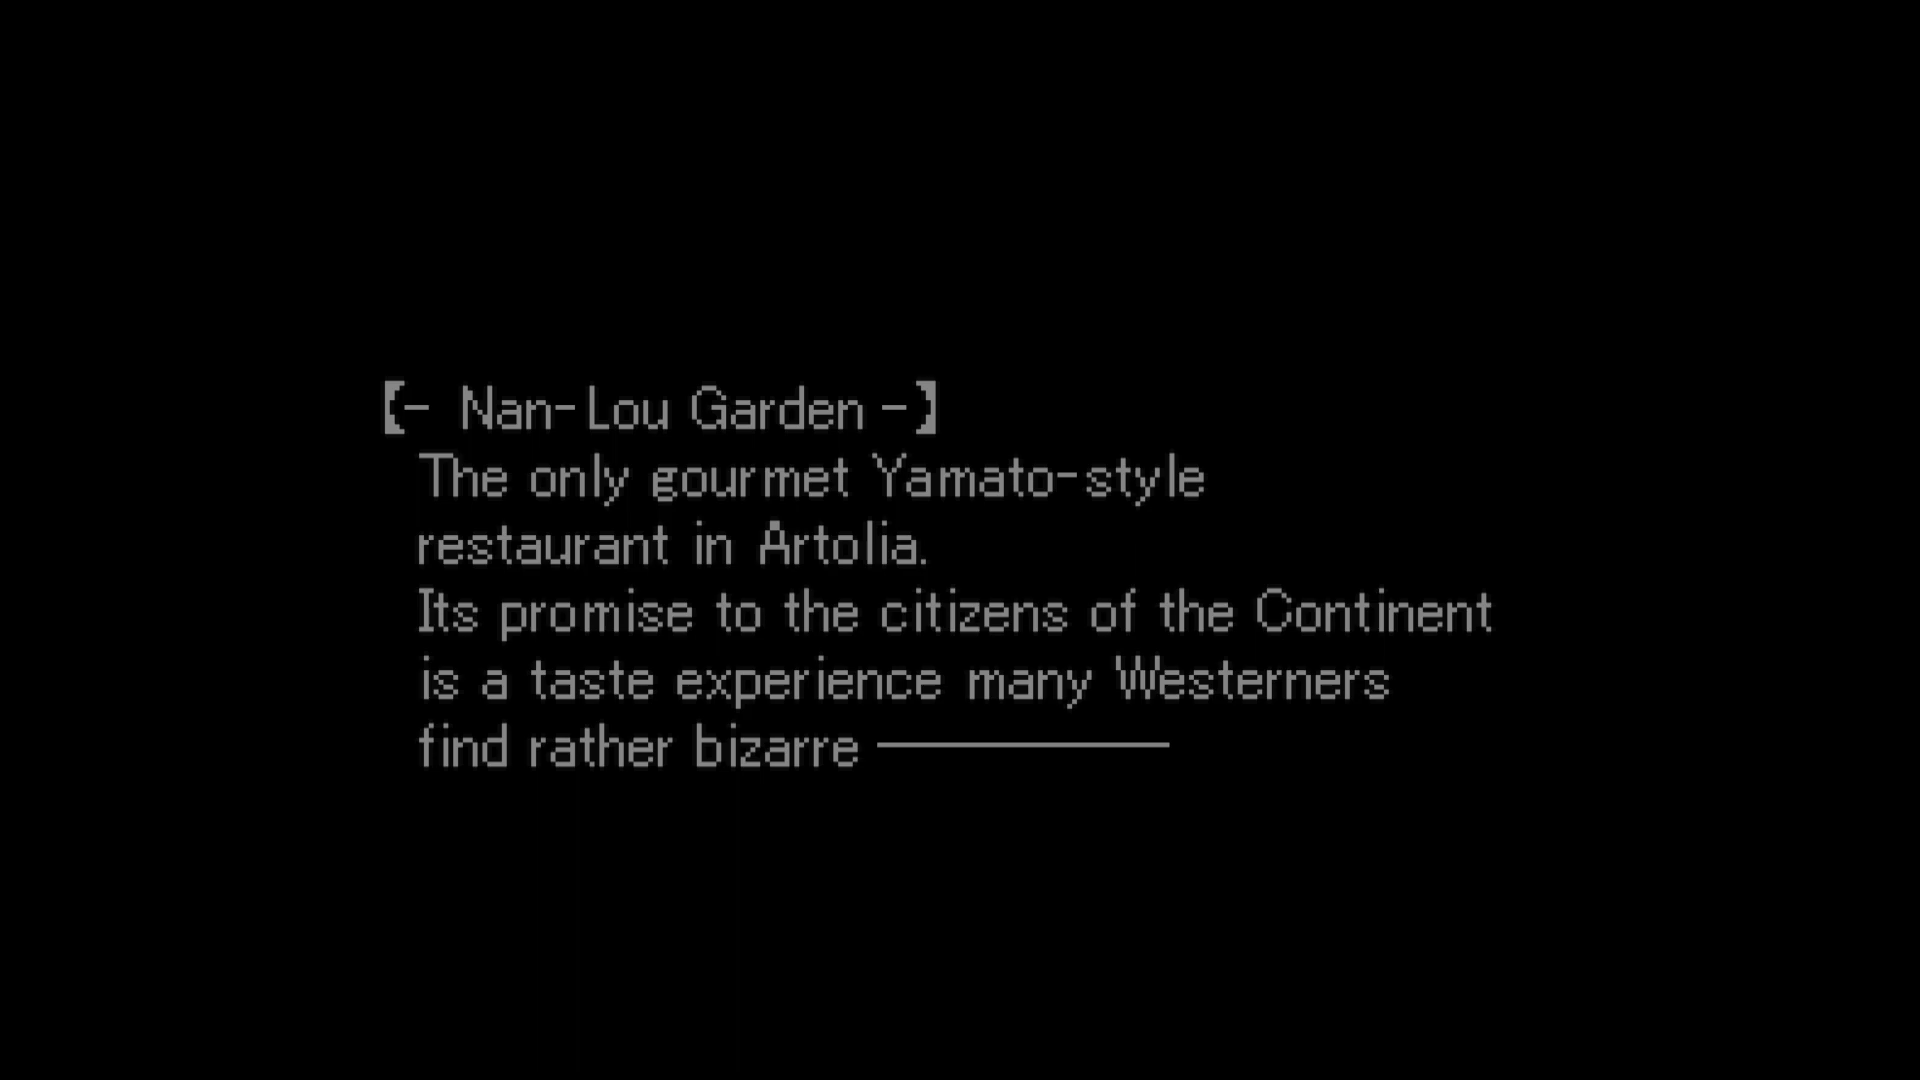 【- Nan-Lou Garden -】
The only gourmet Yamato-style
restaurant in Artolia.
Its promise to the citizens of the Continent
is a taste experience many Westerners
find rather bizarre ————